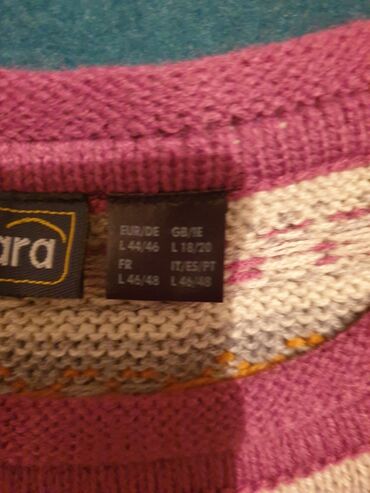 ara
EUR/DE GB/IE
L 44/46 L 18/20
FR IT/ES/PT
L 46/48 L 46/48